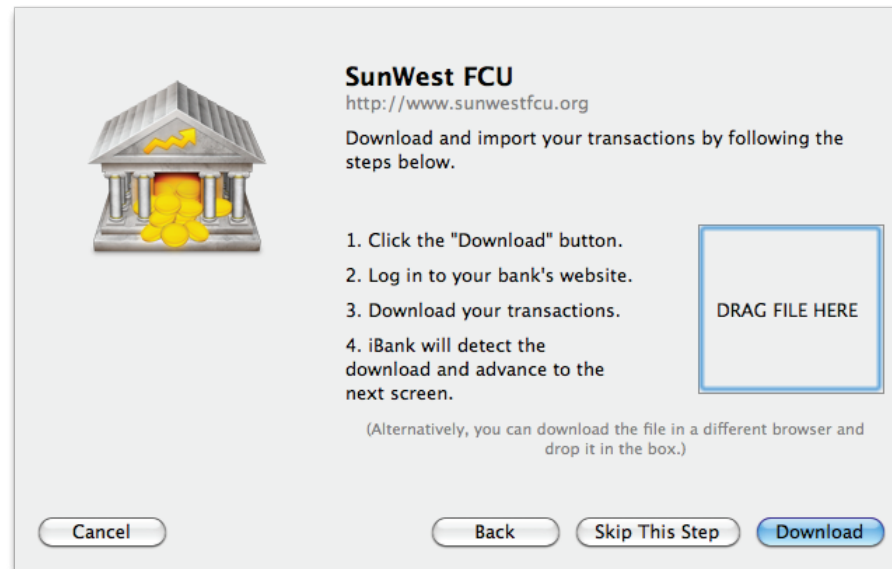 SunWest FCU
http://www.sunwestfcu.org
Download and import your transactions by following the
steps below.
1. Click the "Download" button.
2. Log in to your bank's website.
3. Download your transactions.
4. iBank will detect the
download and advance to the
next screen.
DRAG FILE HERE
(Alternatively, you can download the file in a different browser and
drop it in the box.)
Cancel
Back
Skip This Step
Download